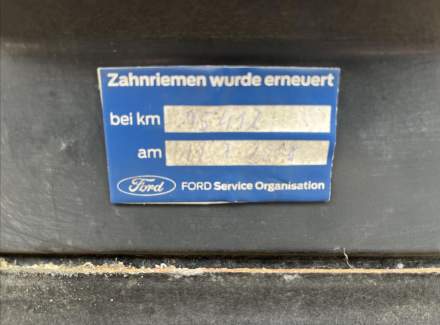 Zahnriemen wurde erneuert
bei km
am
Ford FORD Service Organisation